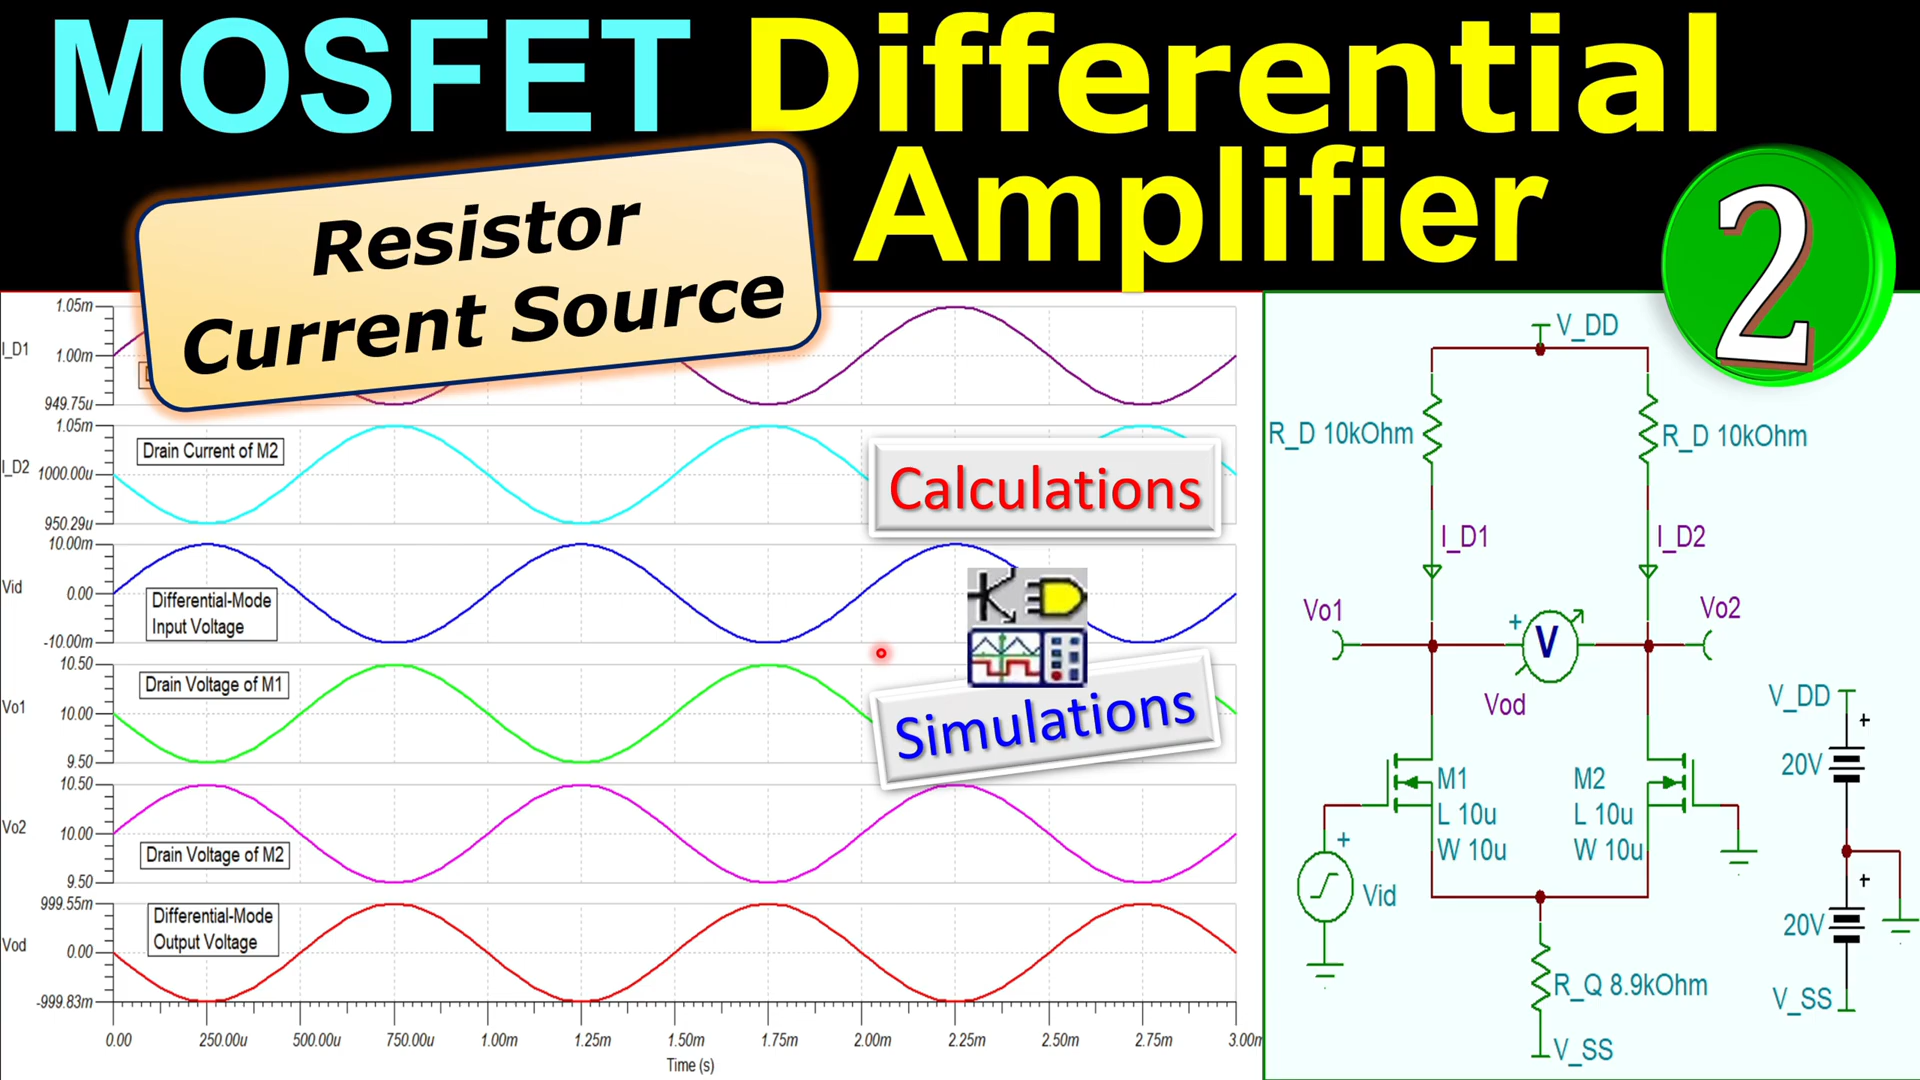 MOSFET Differential
Amplifier
2
Resistor
Current Source
I_D1
1.05m
1.00m
949.75u
I_D2
1.05m
1000.00u
950.29u
Drain Current of M2
Vid
10.00m
0.00
-10.00m
Differential-Mode
Input Voltage
Vo1
10.50
10.00
9.50
Drain Voltage of M1
Vo2
10.50
10.00
9.50
Drain Voltage of M2
Vod
999.55m
0.00
-999.83m
Differential-Mode
Output Voltage
0.00 250.00u 500.00u 750.00u 1.00m 1.25m 1.50m 1.75m 2.00m 2.25m 2.50m 2.75m 3.00m
Time (s)
Calculations
Simulations
V_DD
R_D 10kOhm
R_D 10kOhm
I_D1
I_D2
Vo1
Vo2
+
V
Vod
V_DD
+
20V
M1
L 10u
W 10u
M2
L 10u
W 10u
+
Vid
+
20V
V_SS
R_Q 8.9kOhm
V_SS